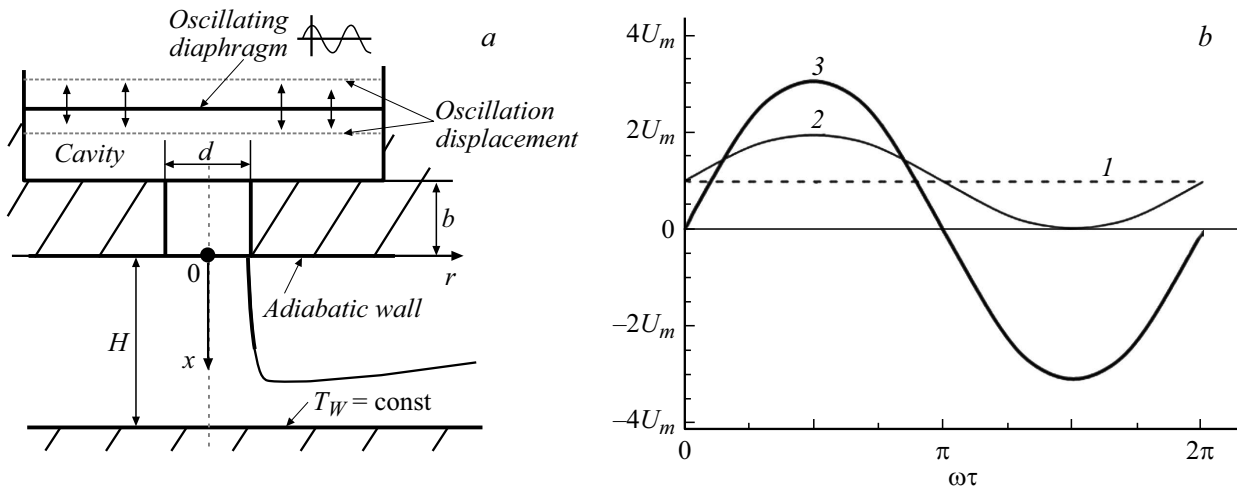 Oscillating
diaphragm
a
Oscillation
displacement
Cavity
d
b
0
r
Adiabatic wall
H
x
T_W = const
b
4U_m
2U_m
0
−2U_m
−4U_m
3
2
1
0
π
2π
ωτ